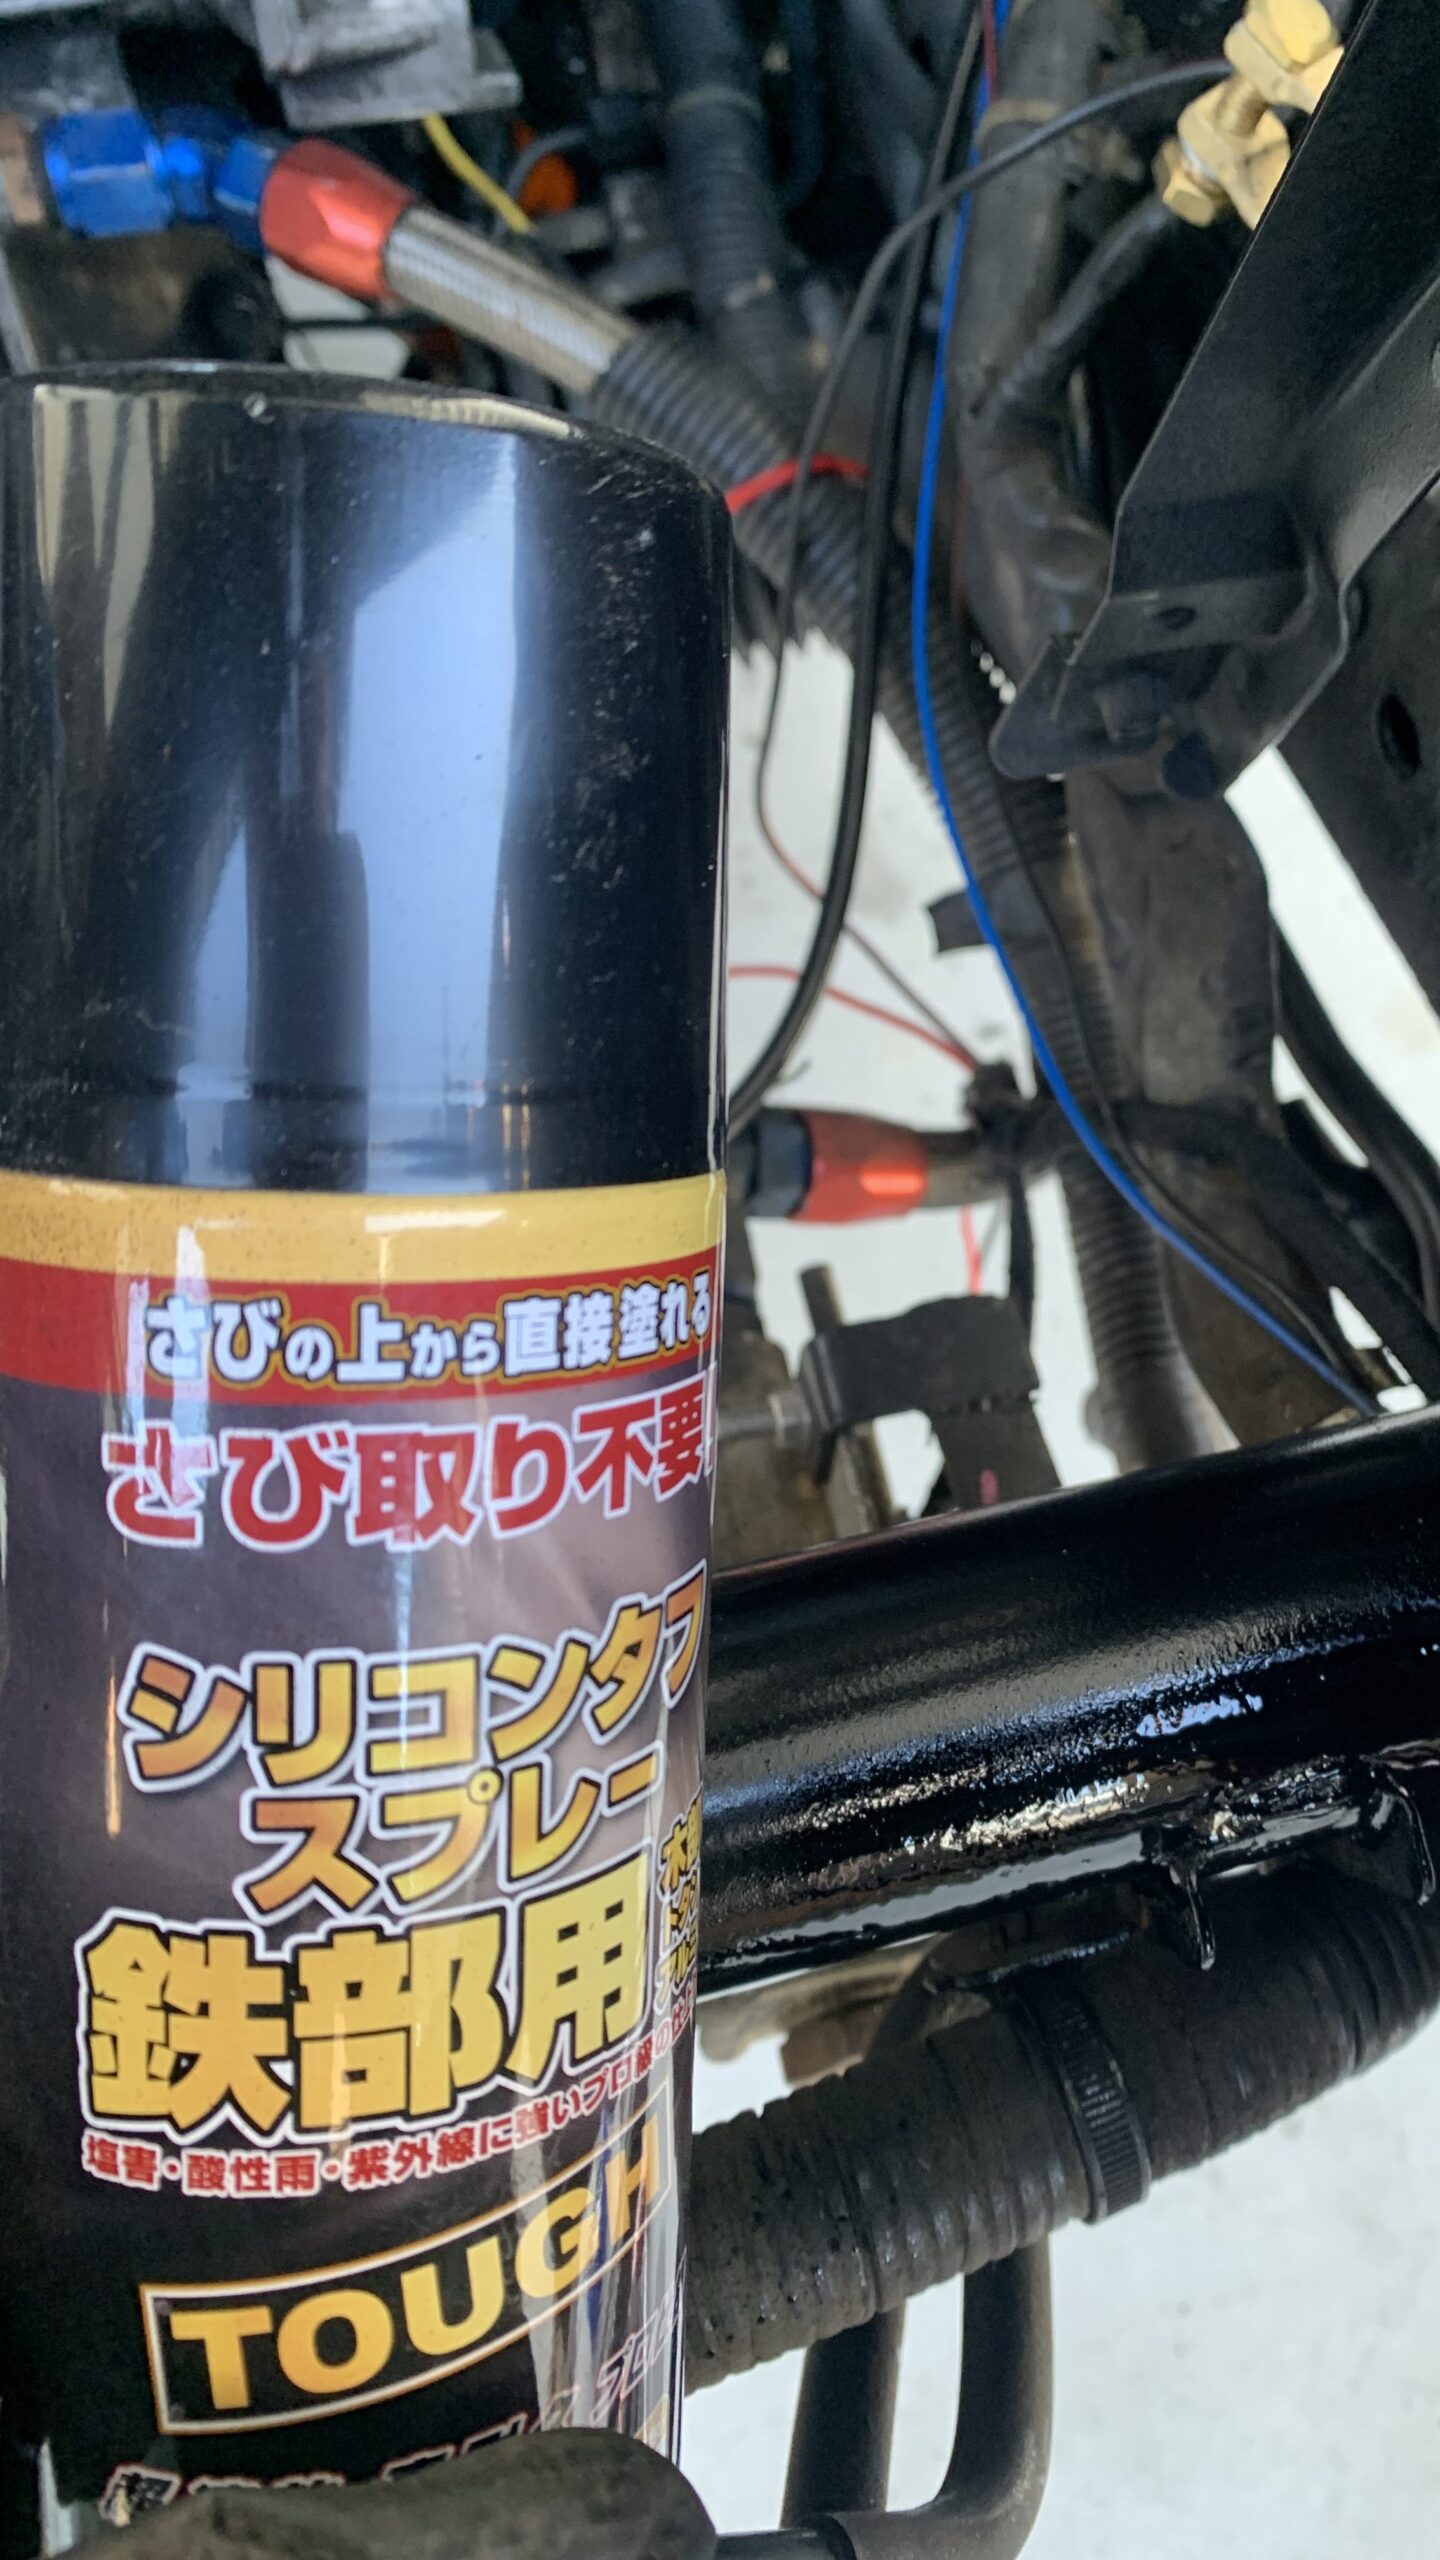 さびの上から直接塗れる
さび取り不要
シリコンタフ
スプレー
鉄部用
塩害・酸性雨・紫外線に強いプロ級の仕上
TOUGH